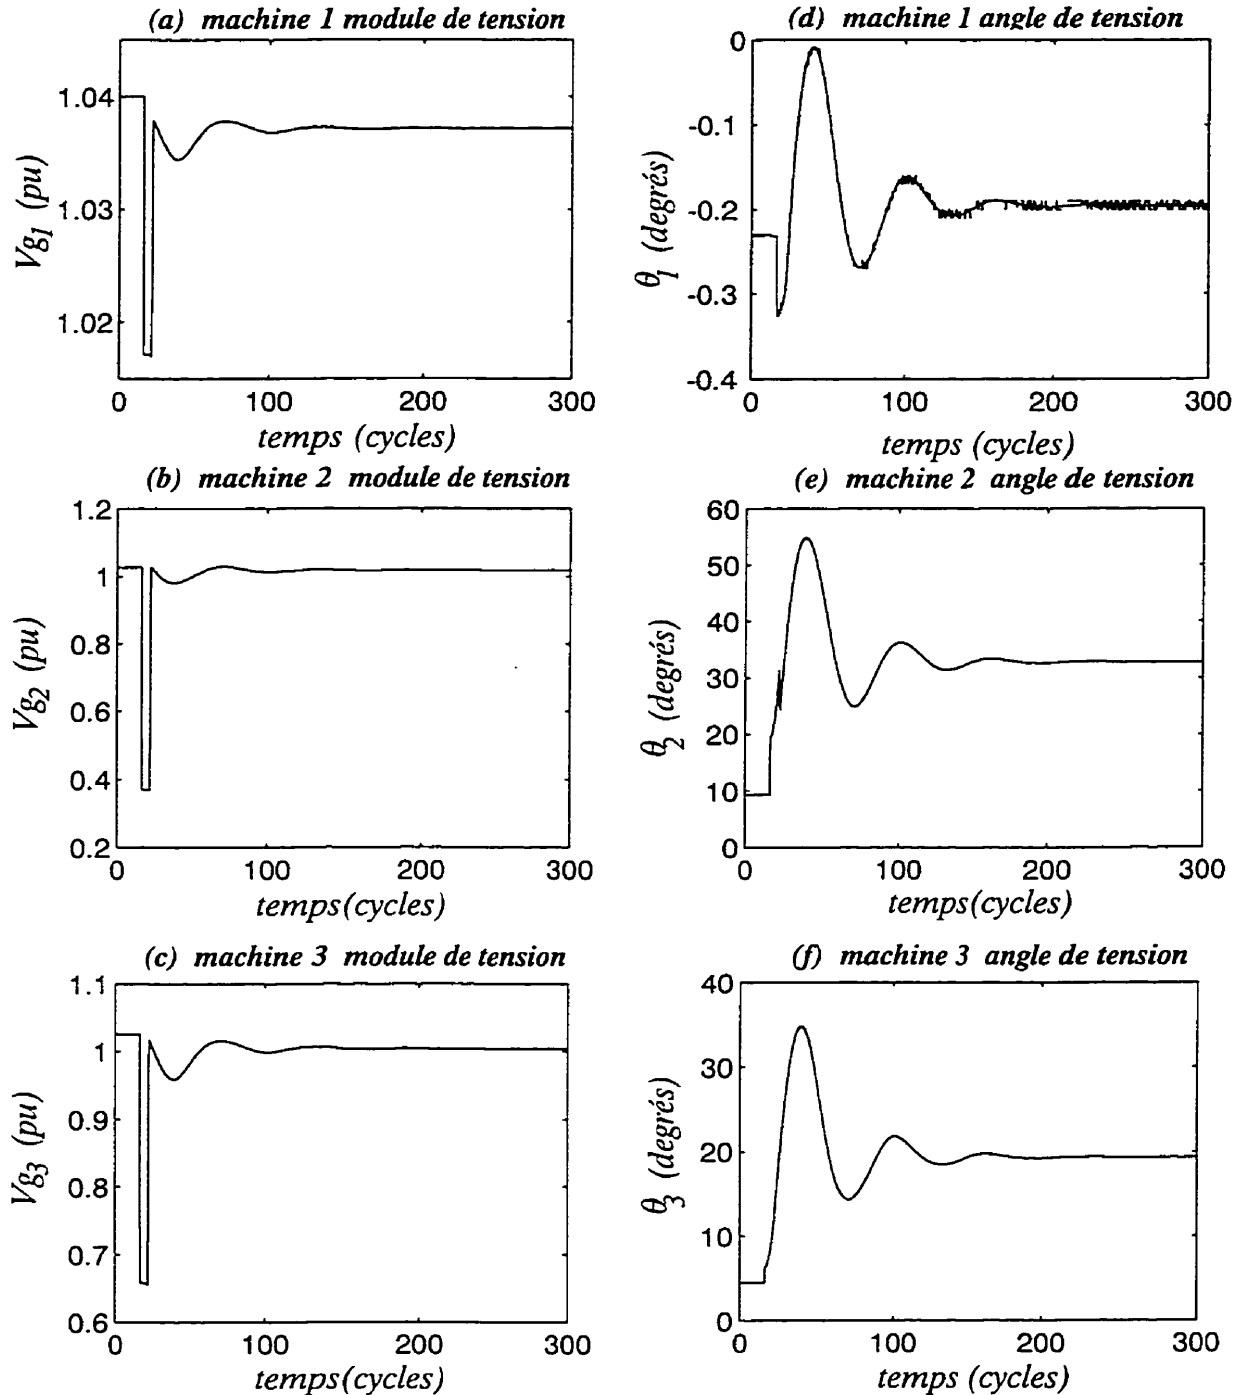 (a) machine 1 module de tension
1.04
1.03
1.02
Vg1 (pu)
0 100 200 300
temps (cycles)
(d) machine 1 angle de tension
0
-0.1
-0.2
-0.3
-0.4
θ1 (degrés)
0 100 200 300
temps (cycles)
(b) machine 2 module de tension
1.2
1
0.8
0.6
0.4
0.2
Vg2 (pu)
0 100 200 300
temps(cycles)
(e) machine 2 angle de tension
60
50
40
30
20
10
0
θ2 (degrés)
0 100 200 300
temps(cycles)
(c) machine 3 module de tension
1.1
1
0.9
0.8
0.7
0.6
Vg3 (pu)
0 100 200 300
temps(cycles)
(f) machine 3 angle de tension
40
30
20
10
0
θ3 (degrés)
0 100 200 300
temps (cycles)